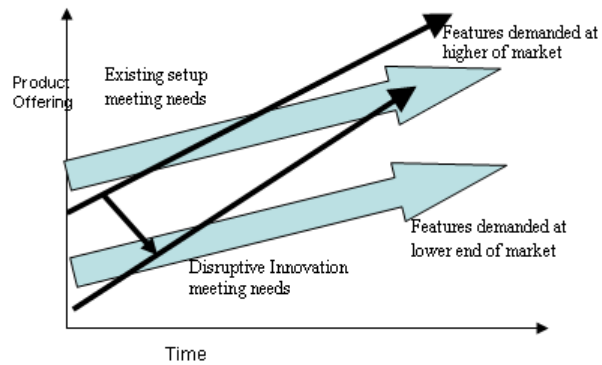 Features demanded at
higher of market
Product
Offering
Existing setup
meeting needs
Features demanded at
lower end of market
Disruptive Innovation
meeting needs
Time